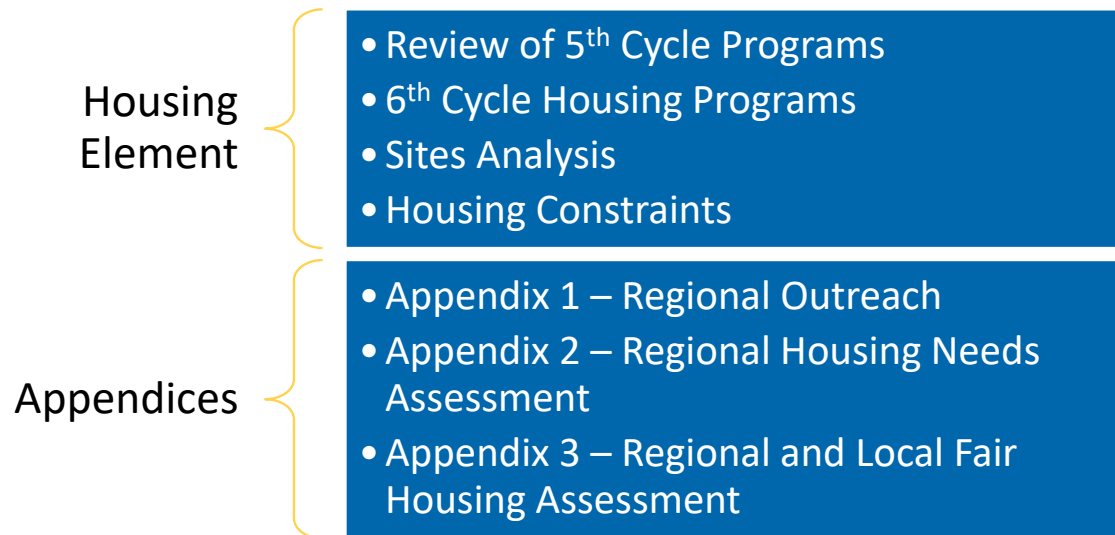 Housing
Element
• Review of 5th Cycle Programs
• 6th Cycle Housing Programs
• Sites Analysis
• Housing Constraints
Appendices
• Appendix 1 – Regional Outreach
• Appendix 2 – Regional Housing Needs
Assessment
• Appendix 3 – Regional and Local Fair
Housing Assessment